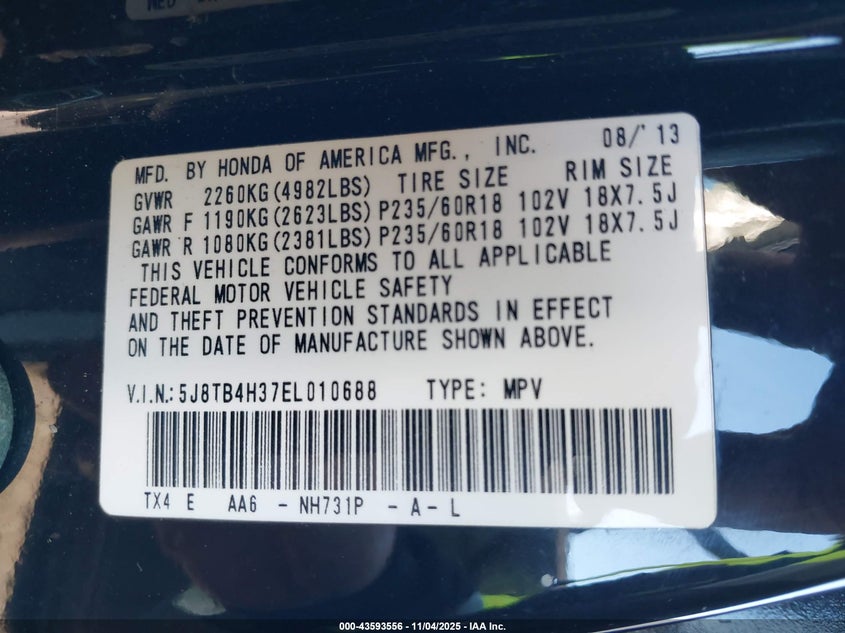 MFD. BY HONDA OF AMERICA MFG., INC. 08/'13
GVWR 2260KG(4982LBS) TIRE SIZE RIM SIZE
GAWR F 1190KG(2623LBS) P235/60R18 102V 18X7.5J
GAWR R 1080KG(2381LBS) P235/60R18 102V 18X7.5J
THIS VEHICLE CONFORMS TO ALL APPLICABLE
FEDERAL MOTOR VEHICLE SAFETY
AND THEFT PREVENTION STANDARDS IN EFFECT
ON THE DATE OF MANUFACTURE SHOWN ABOVE.
V.I.N.: 5J8TB4H37EL010688 TYPE: MPV
TX4 E AA6 - NH731P - A - L
000-43593556 - 11/04/2025 - IAA Inc.